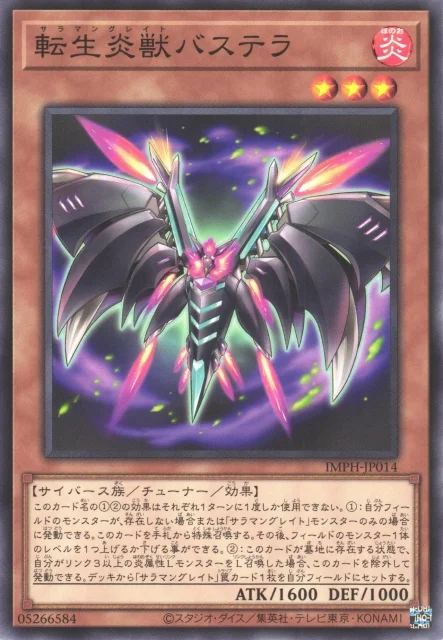 サラマングレイト
転生炎獣バステラ
ほのお
炎
IMPH-JP014
【サイバース族／チューナー／効果】
このカード名の①②の効果はそれぞれ1ターンに1度しか使用できない。①：自分フィー
ルドのモンスターが、存在しない場合または「サラマングレイト」モンスターのみの場合
に発動できる。このカードを手札から特殊召喚する。その後、フィールドのモンスター1体
のレベルを1つ上げるか下げる事ができる。②：このカードが墓地に存在する状態で、
自分がリンク3以上の炎属性Lモンスターを L召喚した場合、このカードを除外して
発動できる。デッキから「サラマングレイト」罠カード1枚を自分フィールドにセットする。
ATK/1600 DEF/1000
05266584
©スタジオ・ダイス／集英社・テレビ東京・KONAMI